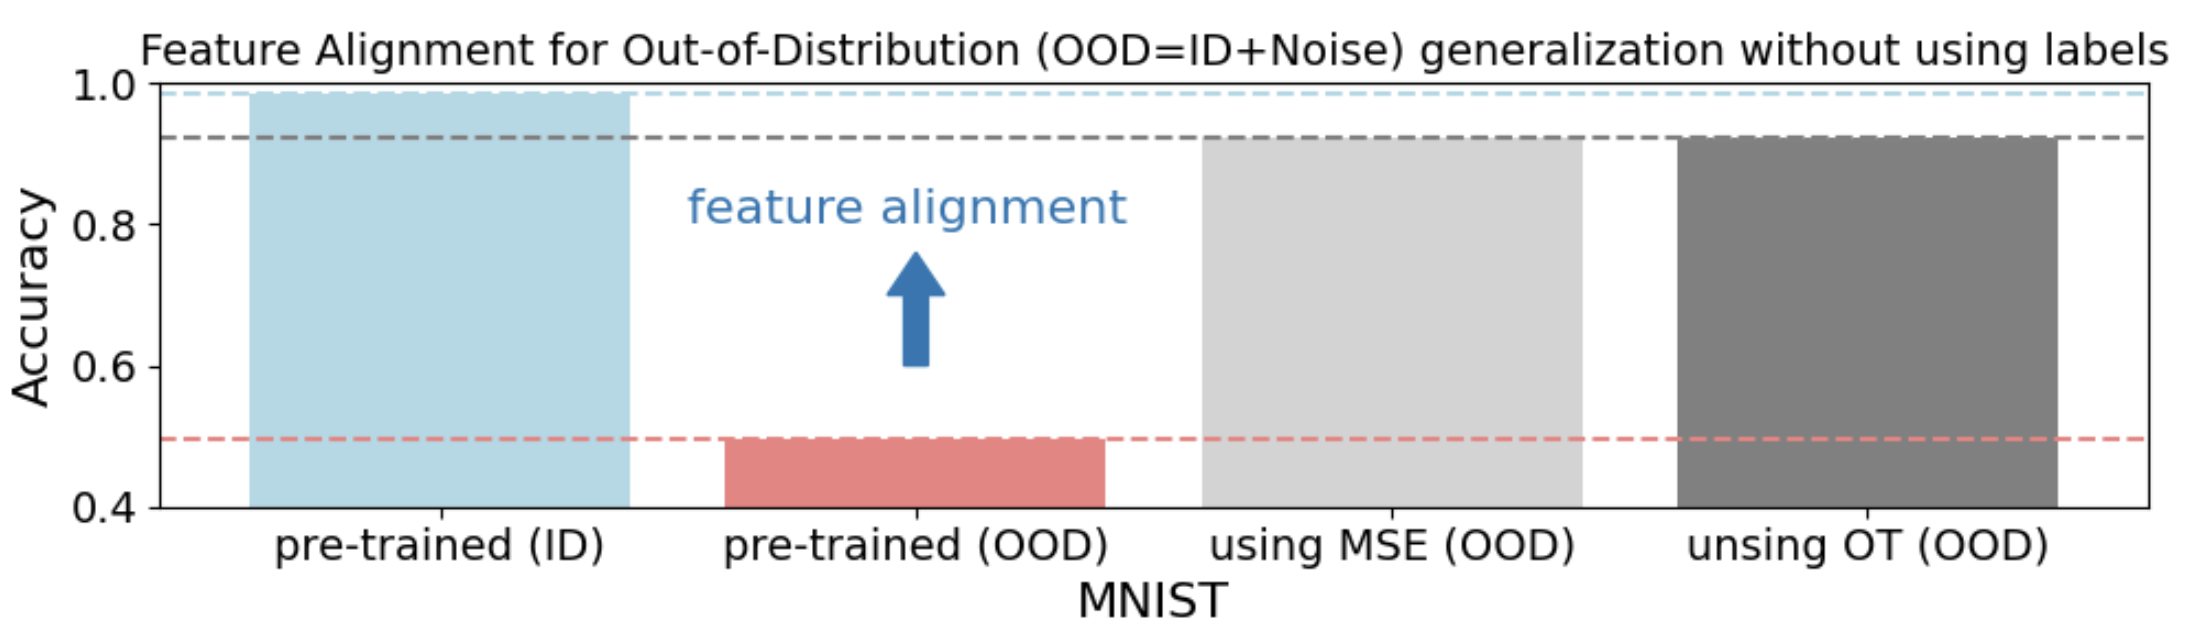 Feature Alignment for Out-of-Distribution (OOD=ID+Noise) generalization without using labels
Accuracy
1.0
0.8
0.6
0.4
feature alignment
pre-trained (ID)
pre-trained (OOD)
using MSE (OOD)
unsing OT (OOD)
MNIST